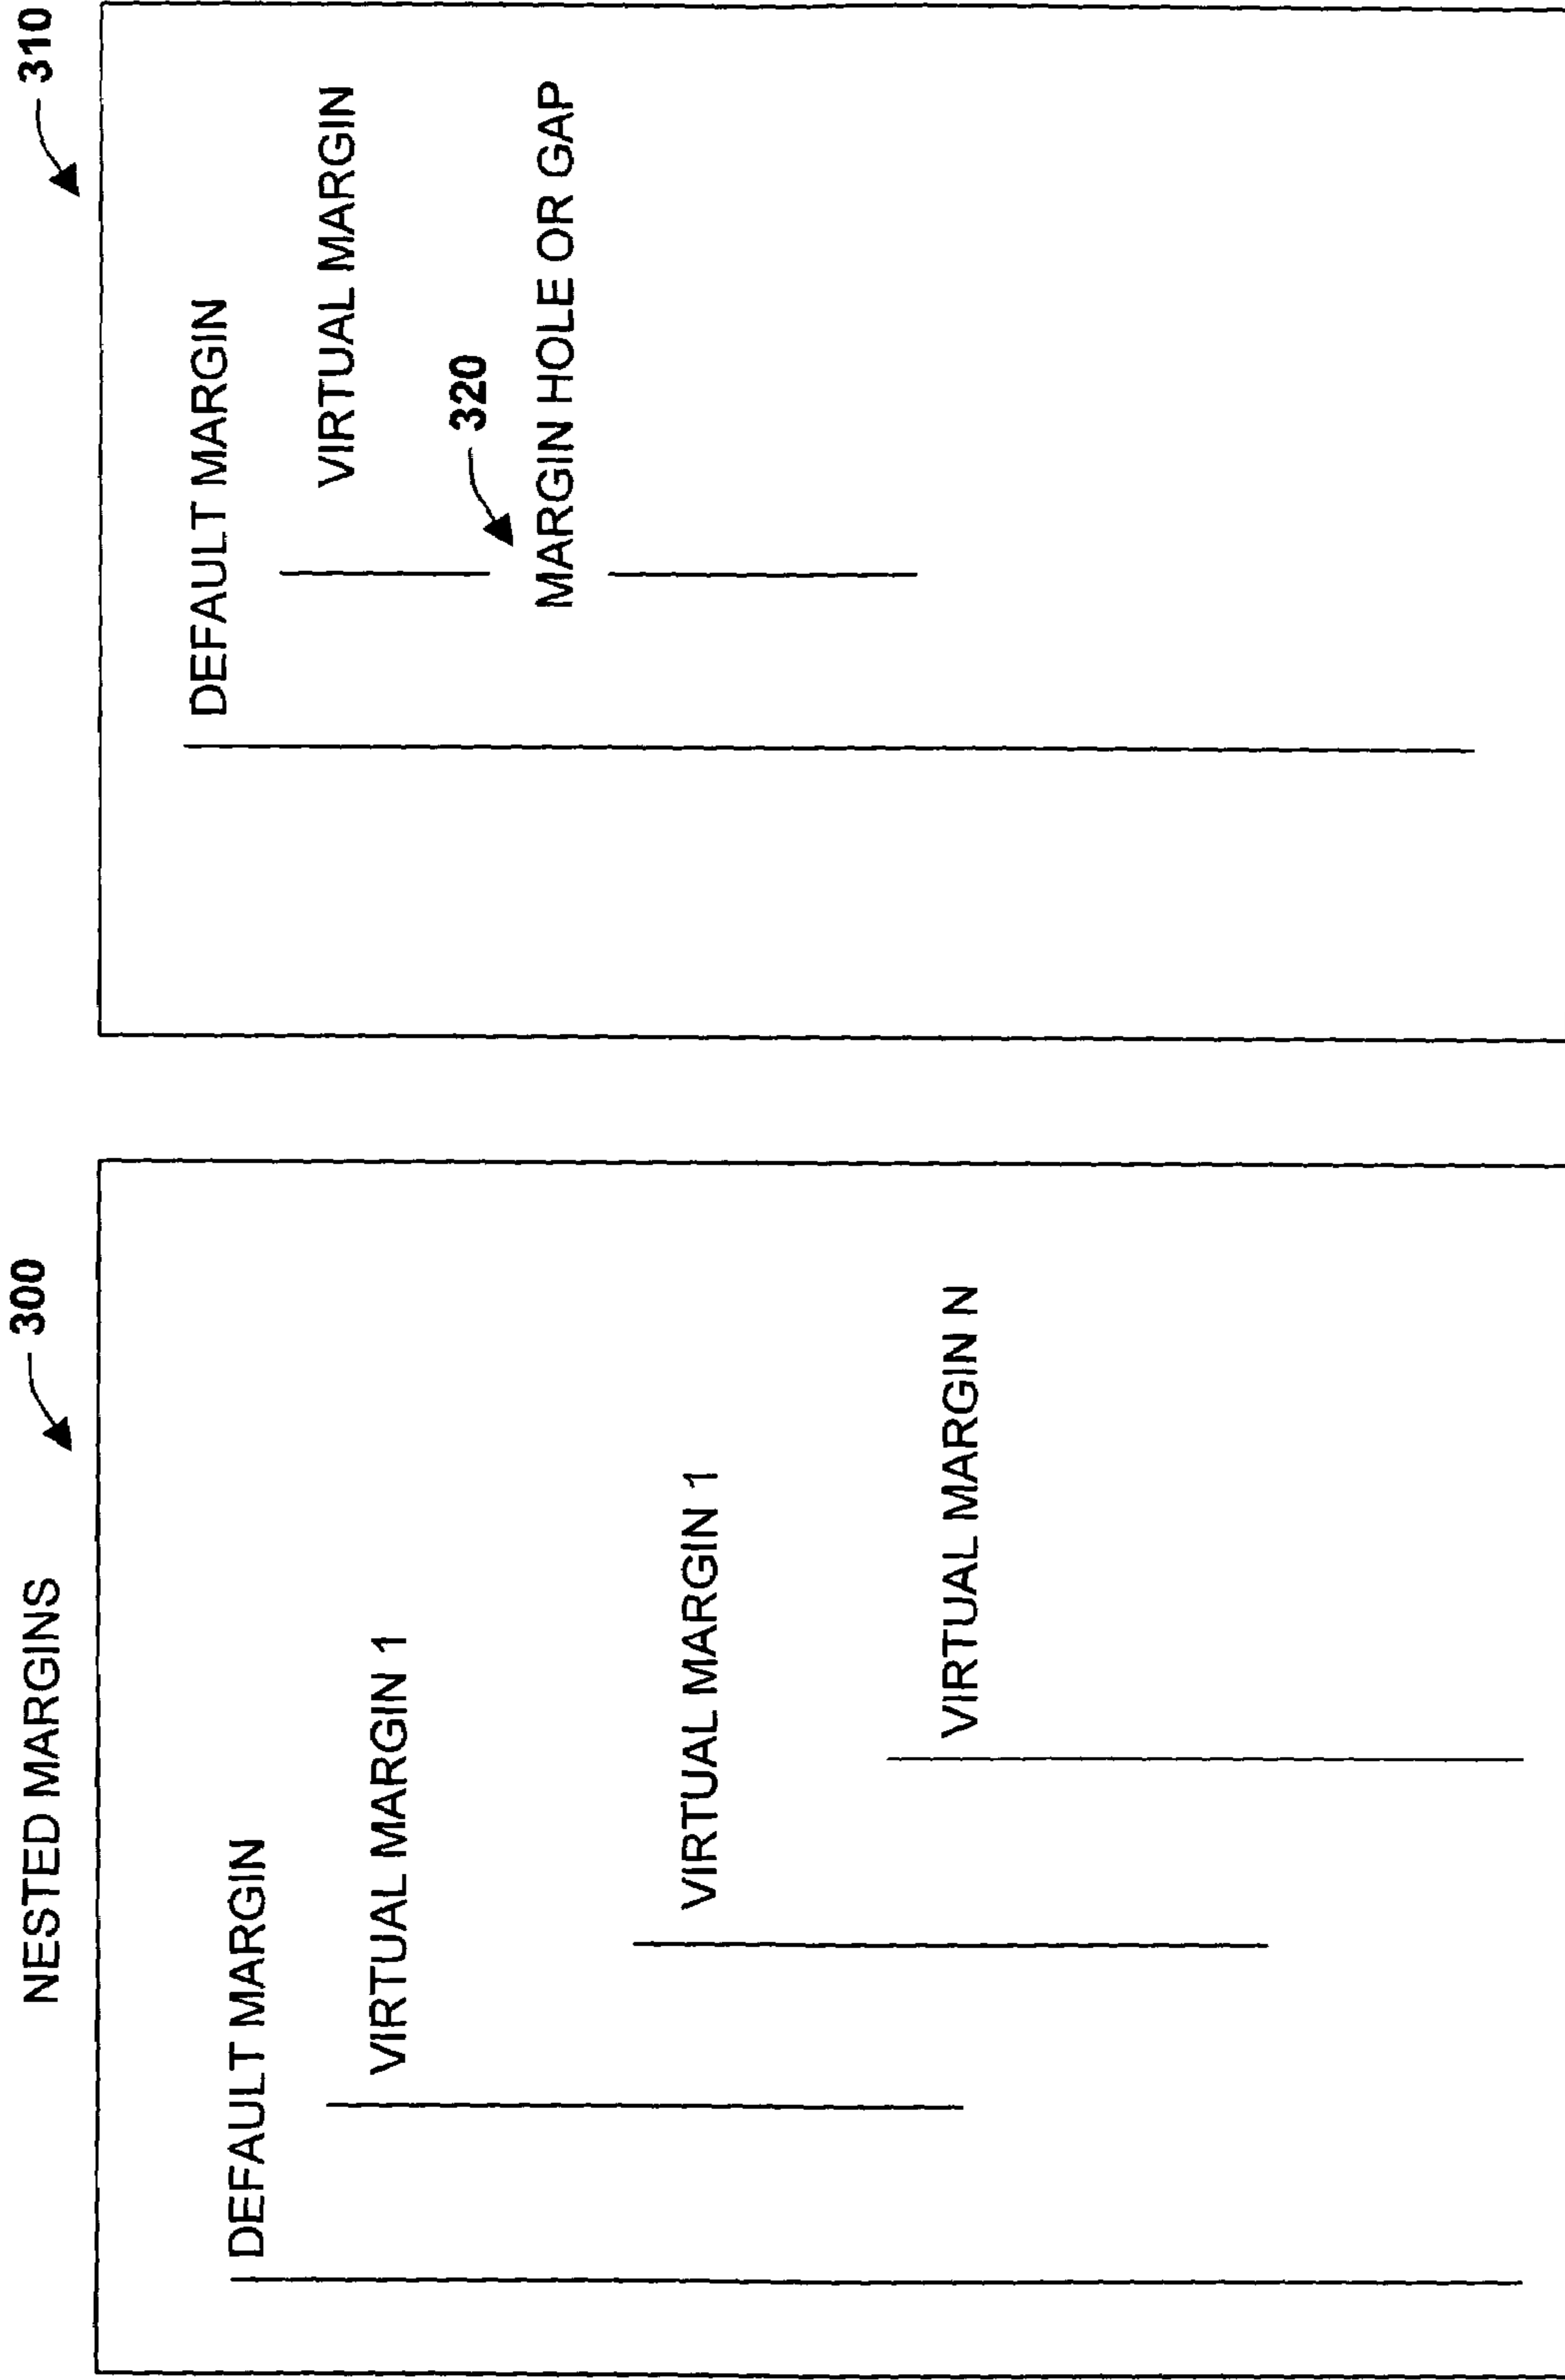 NESTED MARGINS
300
DEFAULT MARGIN
VIRTUAL MARGIN 1
VIRTUAL MARGIN 1
VIRTUAL MARGIN N
310
DEFAULT MARGIN
VIRTUAL MARGIN
320
MARGIN HOLE OR GAP